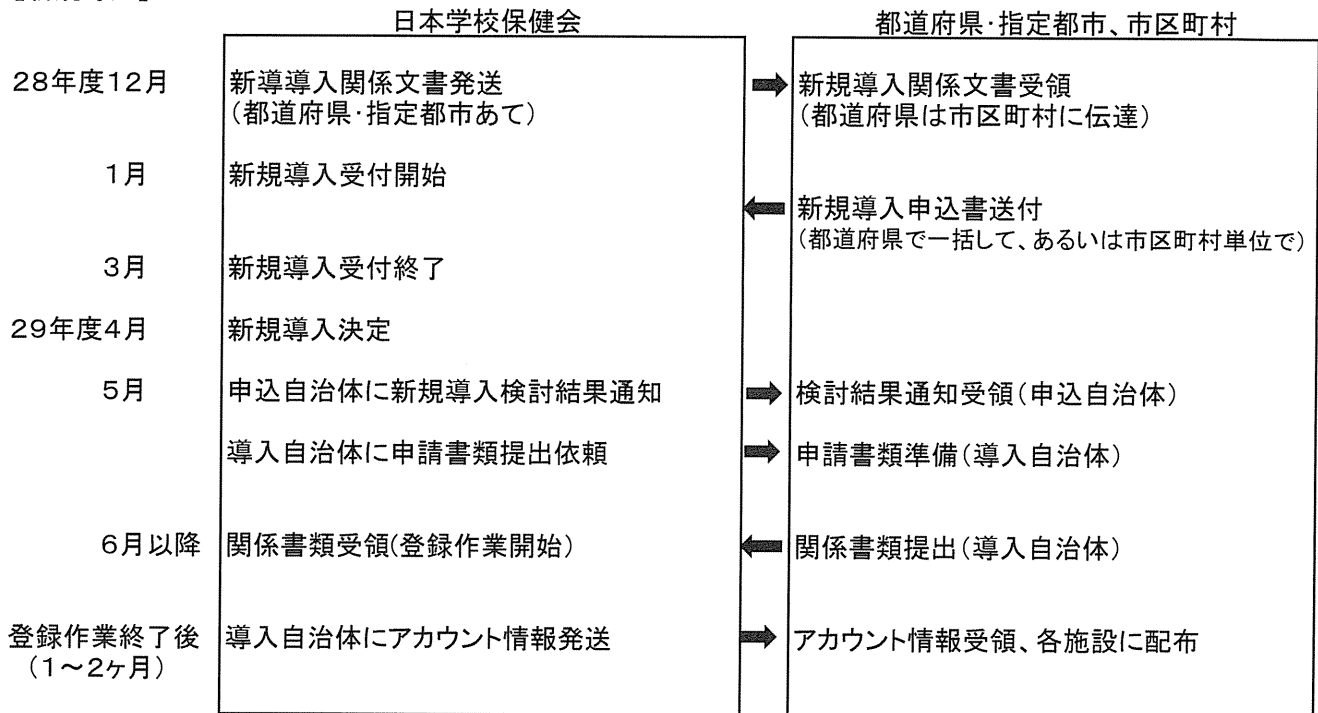 日本学校保健会 都道府県・指定都市、市区町村
28年度12月 新導導入関係文書発送 新規導入関係文書受領
(都道府県・指定都市あて) (都道府県は市区町村に伝達)
1月 新規導入受付開始
新規導入申込書送付
(都道府県で一括して、あるいは市区町村単位で)
3月 新規導入受付終了
29年度4月 新規導入決定
5月 申込自治体に新規導入検討結果通知 検討結果通知受領(申込自治体)
導入自治体に申請書類提出依頼 申請書類準備(導入自治体)
6月以降 関係書類受領(登録作業開始) 関係書類提出(導入自治体)
登録作業終了後 導入自治体にアカウント情報発送 アカウント情報受領、各施設に配布
(1~2ヶ月)